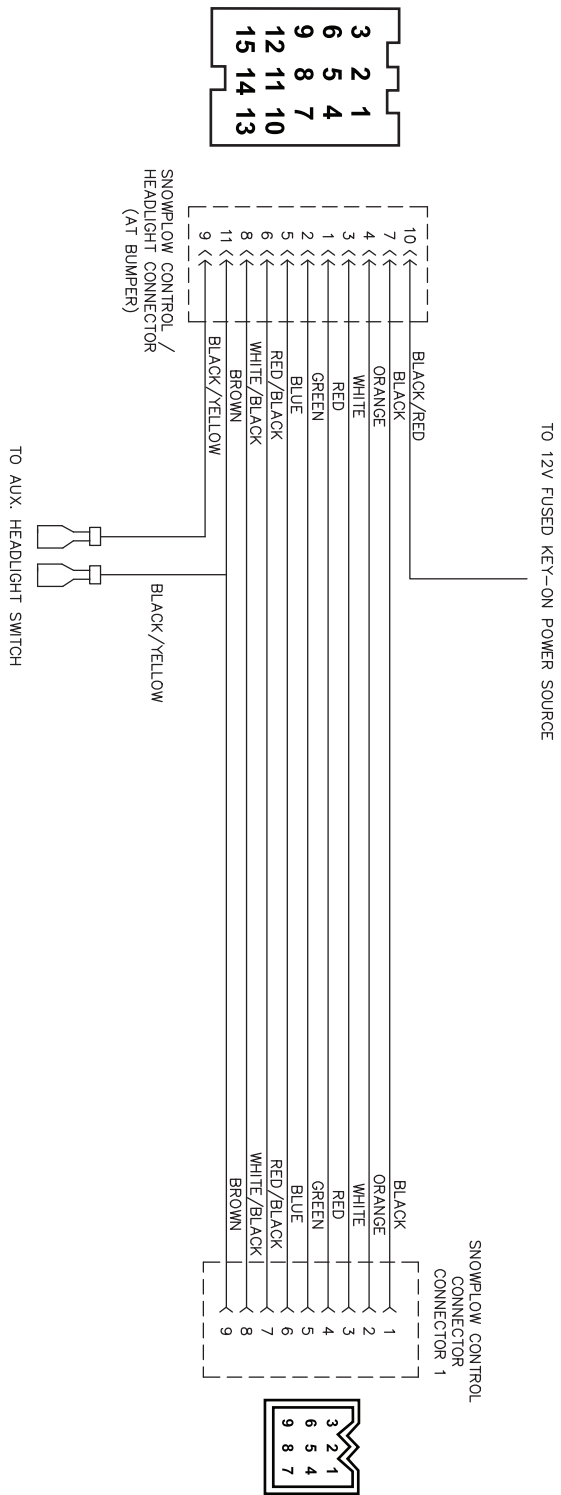 3 2 1
6 5 4
9 8 7
12 11 10
15 14 13
SNOWPLOW CONTROL /
HEADLIGHT CONNECTOR
(AT BUMPER)
10
7
4
3
1
2
5
6
8
11
9
BLACK/RED
BLACK
ORANGE
WHITE
RED
GREEN
BLUE
RED/BLACK
WHITE/BLACK
BROWN
BLACK/YELLOW
TO 12V FUSED KEY-ON POWER SOURCE
BLACK/YELLOW
TO AUX. HEADLIGHT SWITCH
BLACK
ORANGE
WHITE
RED
GREEN
BLUE
RED/BLACK
WHITE/BLACK
BROWN
SNOWPLOW CONTROL
CONNECTOR
CONNECTOR 1
1
2
3
4
5
6
7
8
9
3 2 1
6 5 4
9 8 7